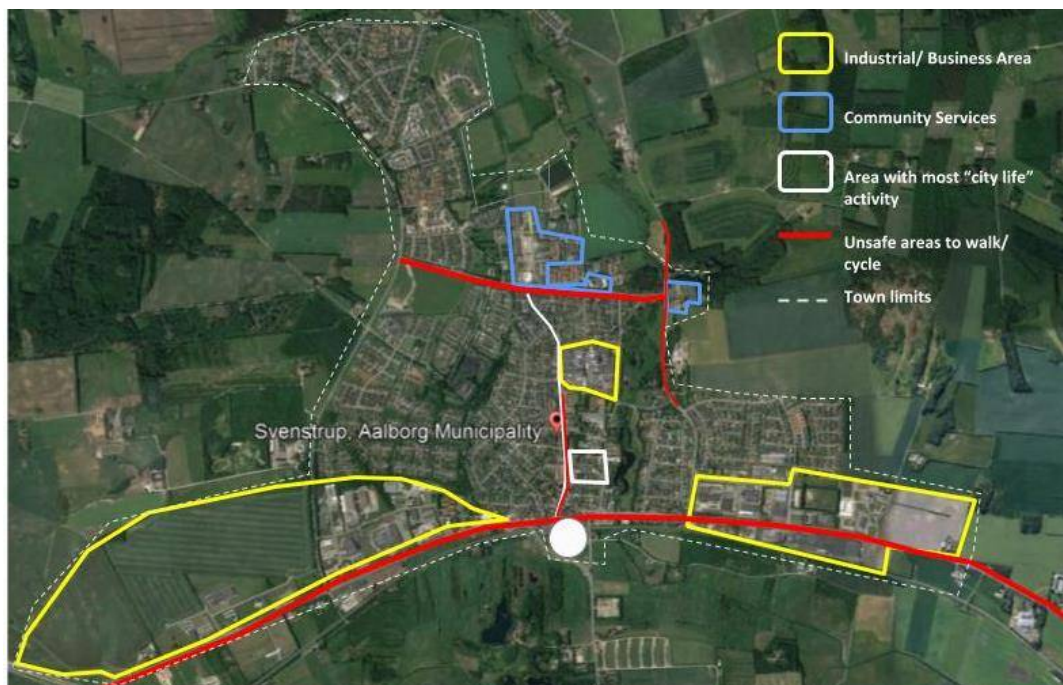 Industrial/ Business Area
Community Services
Area with most “city life”
activity
Unsafe areas to walk/
cycle
Town limits
Svenstrup, Aalborg Municipality